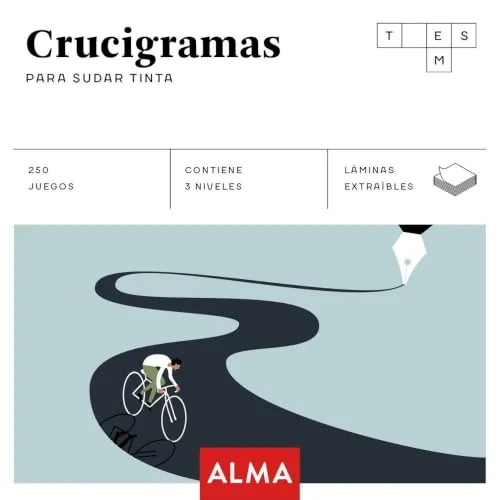 Crucigramas
PARA SUDAR TINTA
T E S
M
250
JUEGOS
CONTIENE
3 NIVELES
LÁMINAS
EXTRAÍBLES
ALMA